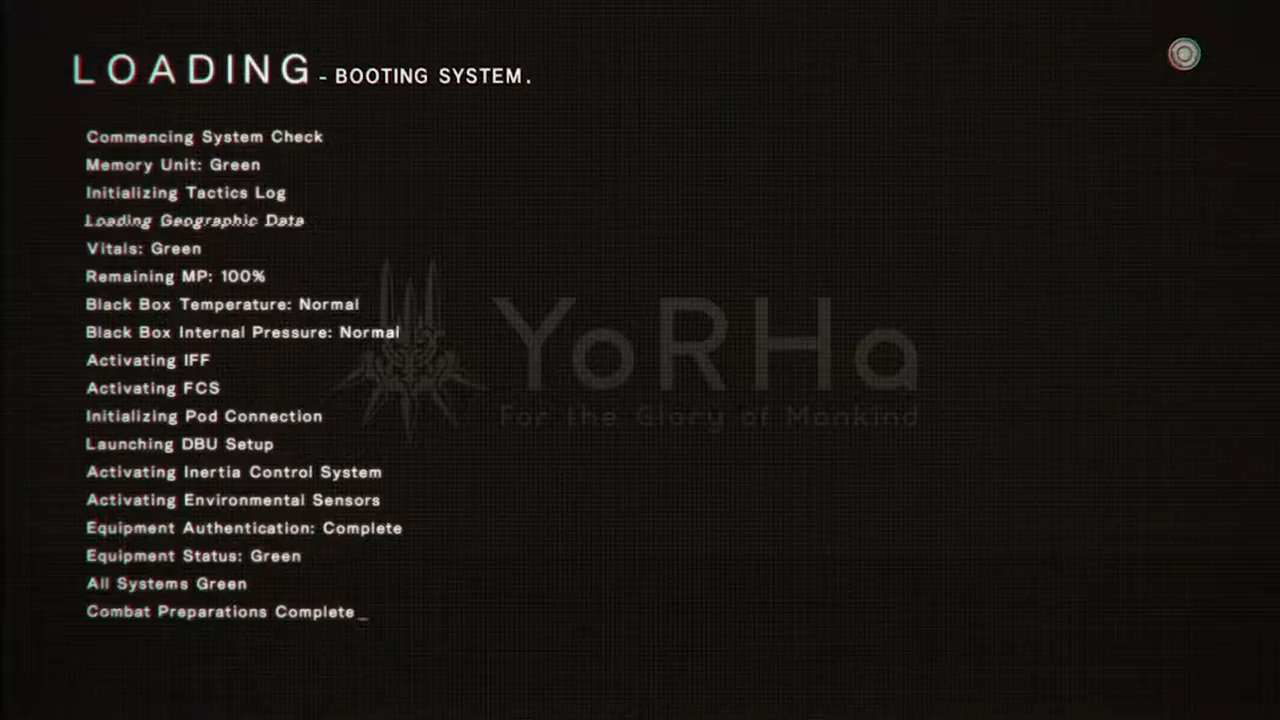 LOADING - BOOTING SYSTEM.
Commencing System Check
Memory Unit: Green
Initializing Tactics Log
Loading Geographic Data
Vitals: Green
Remaining MP: 100%
Black Box Temperature: Normal
Black Box Internal Pressure: Normal
Activating IFF
Activating FCS
Initializing Pod Connection
Launching DBU Setup
Activating Inertia Control System
Activating Environmental Sensors
Equipment Authentication: Complete
Equipment Status: Green
All Systems Green
Combat Preparations Complete_
YoRHa
For the Glory of Mankind